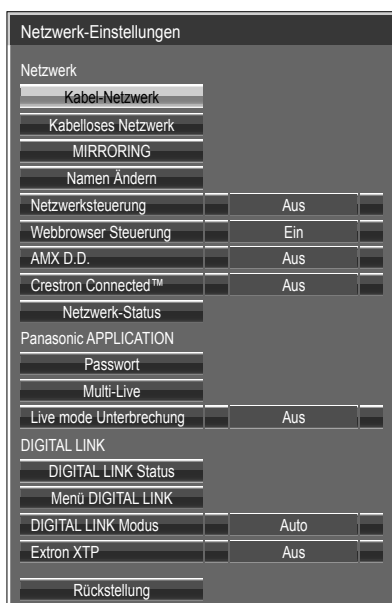 Netzwerk-Einstellungen
Netzwerk
Kabel-Netzwerk
Kabelloses Netzwerk
MIRRORING
Namen Ändern
Netzwerksteuerung Aus
Webbrowser Steuerung Ein
AMX D.D. Aus
Crestron Connected™ Aus
Netzwerk-Status
Panasonic APPLICATION
Passwort
Multi-Live
Live mode Unterbrechung Aus
DIGITAL LINK
DIGITAL LINK Status
Menü DIGITAL LINK
DIGITAL LINK Modus Auto
Extron XTP Aus
Rückstellung